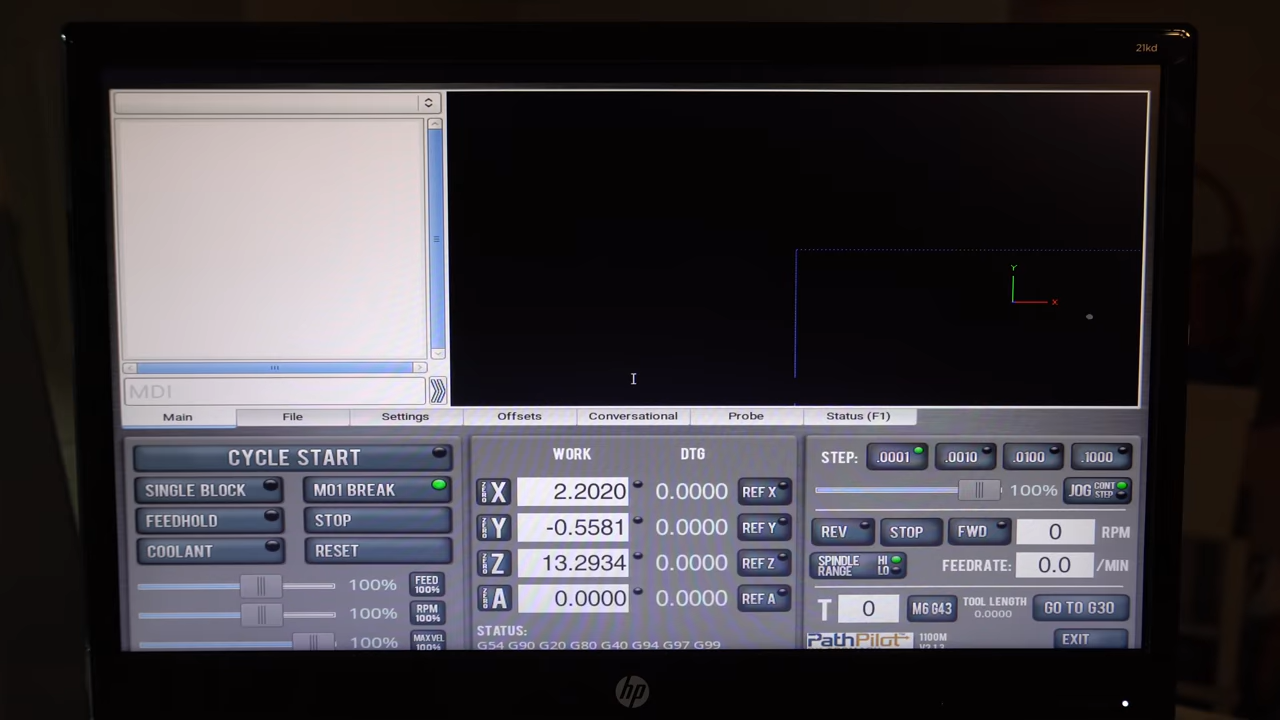 21kd
MDI
Y
X
Main File Settings Offsets Conversational Probe Status (F1)
CYCLE START
SINGLE BLOCK M01 BREAK
FEEDHOLD STOP
COOLANT RESET
100% FEED 100%
100% RPM 100%
100% MAX VEL
WORK DTG
ZERO X 2.2020 0.0000 REF X
ZERO Y -0.5581 0.0000 REF Y
ZERO Z 13.2934 0.0000 REF Z
ZERO A 0.0000 0.0000 REF A
STATUS:
G54 G90 G20 G80 G40 G94 G97 G99
STEP: .0001 .0010 .0100 .1000
100% JOG CONT STEP
REV STOP FWD 0 RPM
SPINDLE RANGE HI LO FEEDRATE: 0.0 /MIN
T 0 M6 G43 TOOL LENGTH 0.0000 GO TO G30
PathPilot 1100M EXIT
hp